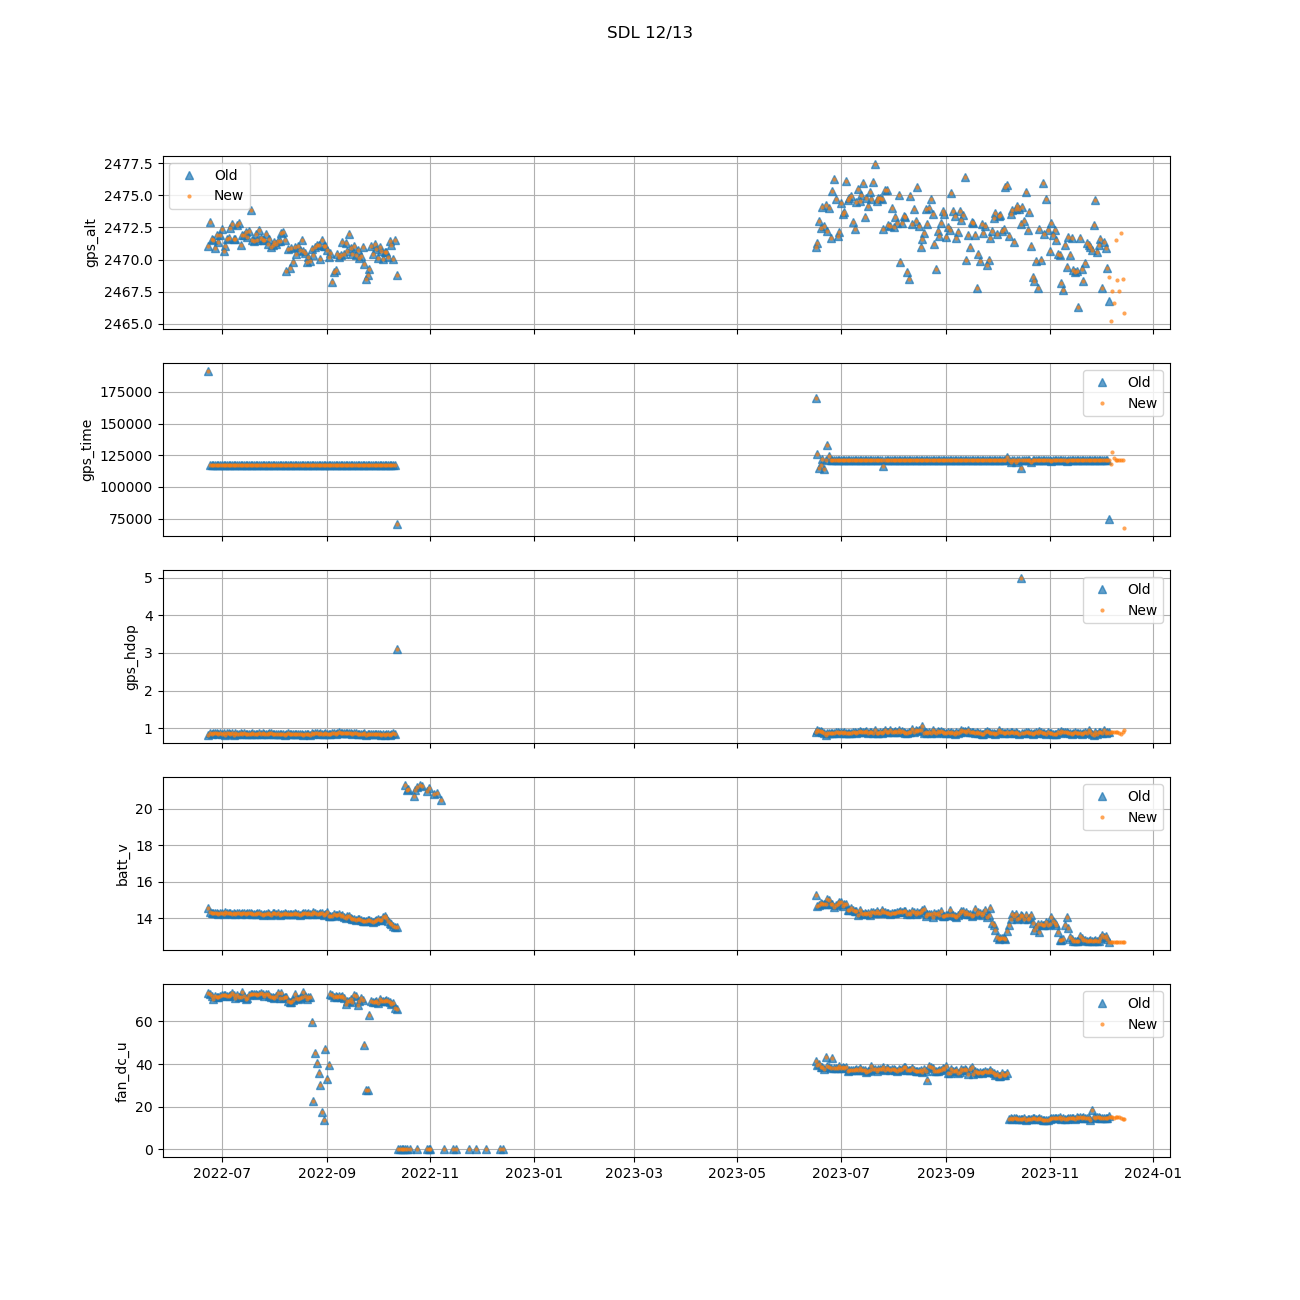 SDL 12/13
gps_alt
2477.5
2475.0
2472.5
2470.0
2467.5
2465.0
Old
New
gps_time
175000
150000
125000
100000
75000
Old
New
gps_hdop
5
4
3
2
1
Old
New
batt_v
20
18
16
14
Old
New
fan_dc_u
60
40
20
0
Old
New
2022-07 2022-09 2022-11 2023-01 2023-03 2023-05 2023-07 2023-09 2023-11 2024-01